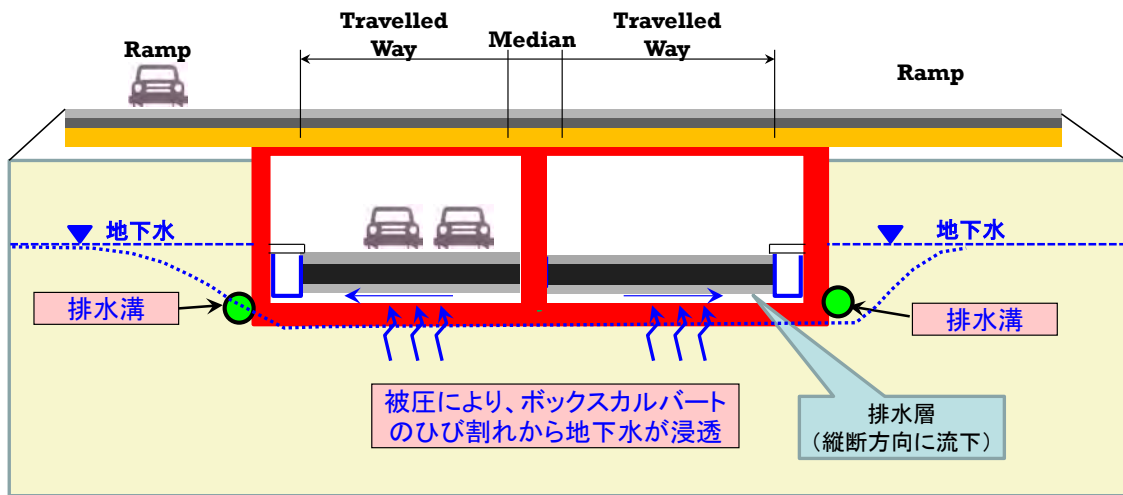 Travelled
Way
Median
Travelled
Way
Ramp
Ramp
地下水
地下水
排水溝
排水溝
被圧により、ボックスカルバート
のひび割れから地下水が浸透
排水層
（縦断方向に流下）